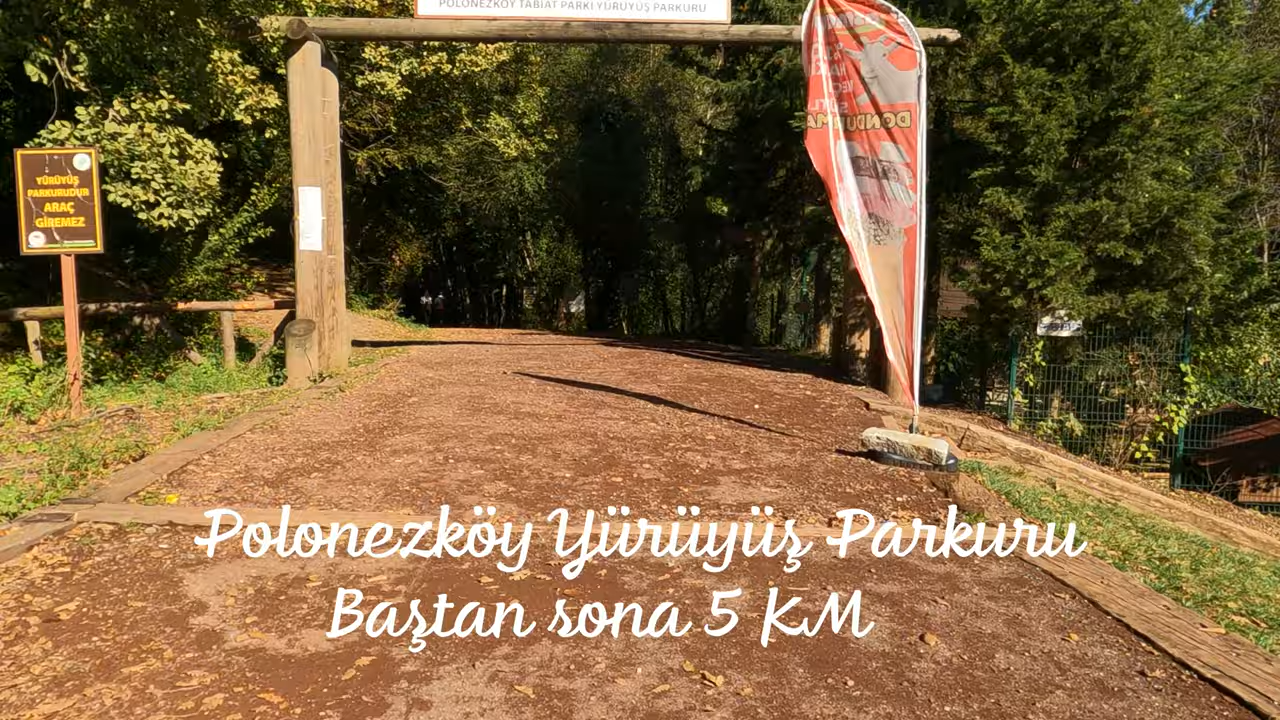 POLONEZKÖY TABİAT PARKI YÜRÜYÜŞ PARKURU
YÜRÜYÜŞ
PARKURUDUR
ARAÇ
GİREMEZ
DONDURMA
Polonezköy Yürüyüş Parkuru
Baştan sona 5 KM